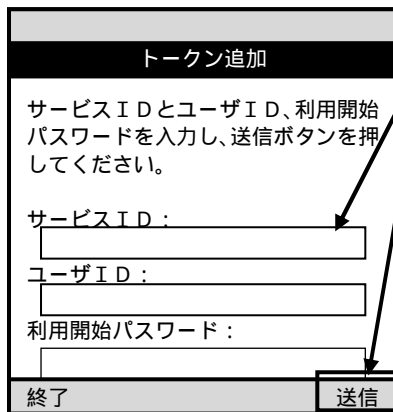 トークン追加
サービスＩＤとユーザＩＤ、利用開始
パスワードを入力し、送信ボタンを押
してください。
サービスＩＤ：
ユーザＩＤ：
利用開始パスワード：
終了
送信